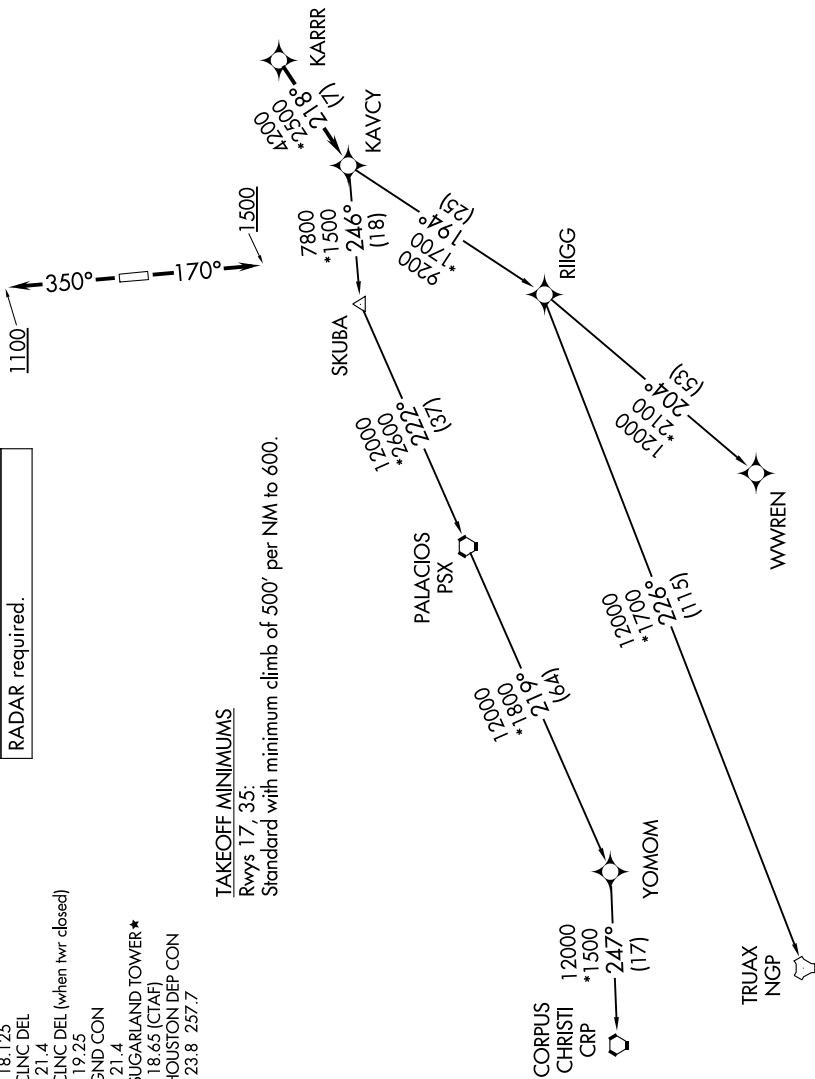 18.125
CLNC DEL
21.4
CLNC DEL (when twr closed)
19.25
GND CON
21.4
SUGARLAND TOWER★
18.65 (CTAF)
HOUSTON DEP CON
23.8 257.7
RADAR required.
TAKEOFF MINIMUMS
Rwys 17, 35:
Standard with minimum climb of 500' per NM to 600.
1100
350°
170°
1500
KARRR
4200
*2500
218°
(7)
KAVCY
7800
*1500
246°
(18)
9200
*1700
194°
(25)
SKUBA
RIIGG
12000
*2600
222°
(37)
12000
*2100
204°
(53)
PALACIOS
PSX
WWREN
12000
*1700
226°
(115)
12000
*1800
219°
(64)
YOMOM
12000
*1500
247°
(17)
CORPUS
CHRISTI
CRP
TRUAX
NGP